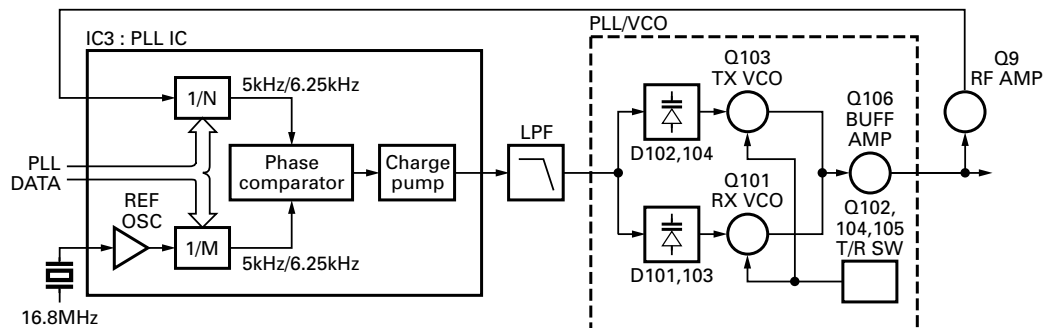 IC3 : PLL IC
PLL/VCO
1/N
5kHz/6.25kHz
PLL
DATA
REF
OSC
1/M
5kHz/6.25kHz
16.8MHz
Phase
comparator
Charge
pump
LPF
D102,104
D101,103
Q103
TX VCO
Q101
RX VCO
Q106
BUFF
AMP
Q102,
104,105
T/R SW
Q9
RF AMP